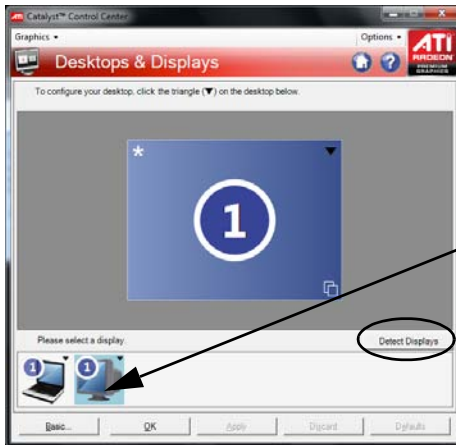 Catalyst™ Control Center
Graphics
Options
ATI
RADEON
PREMIUM
GRAPHICS
Desktops & Displays
To configure your desktop, click the triangle (▼) on the desktop below.
*
1
Please select a display.
Detect Displays
1 1
Basic...
OK
Apply
Discard
Defaults